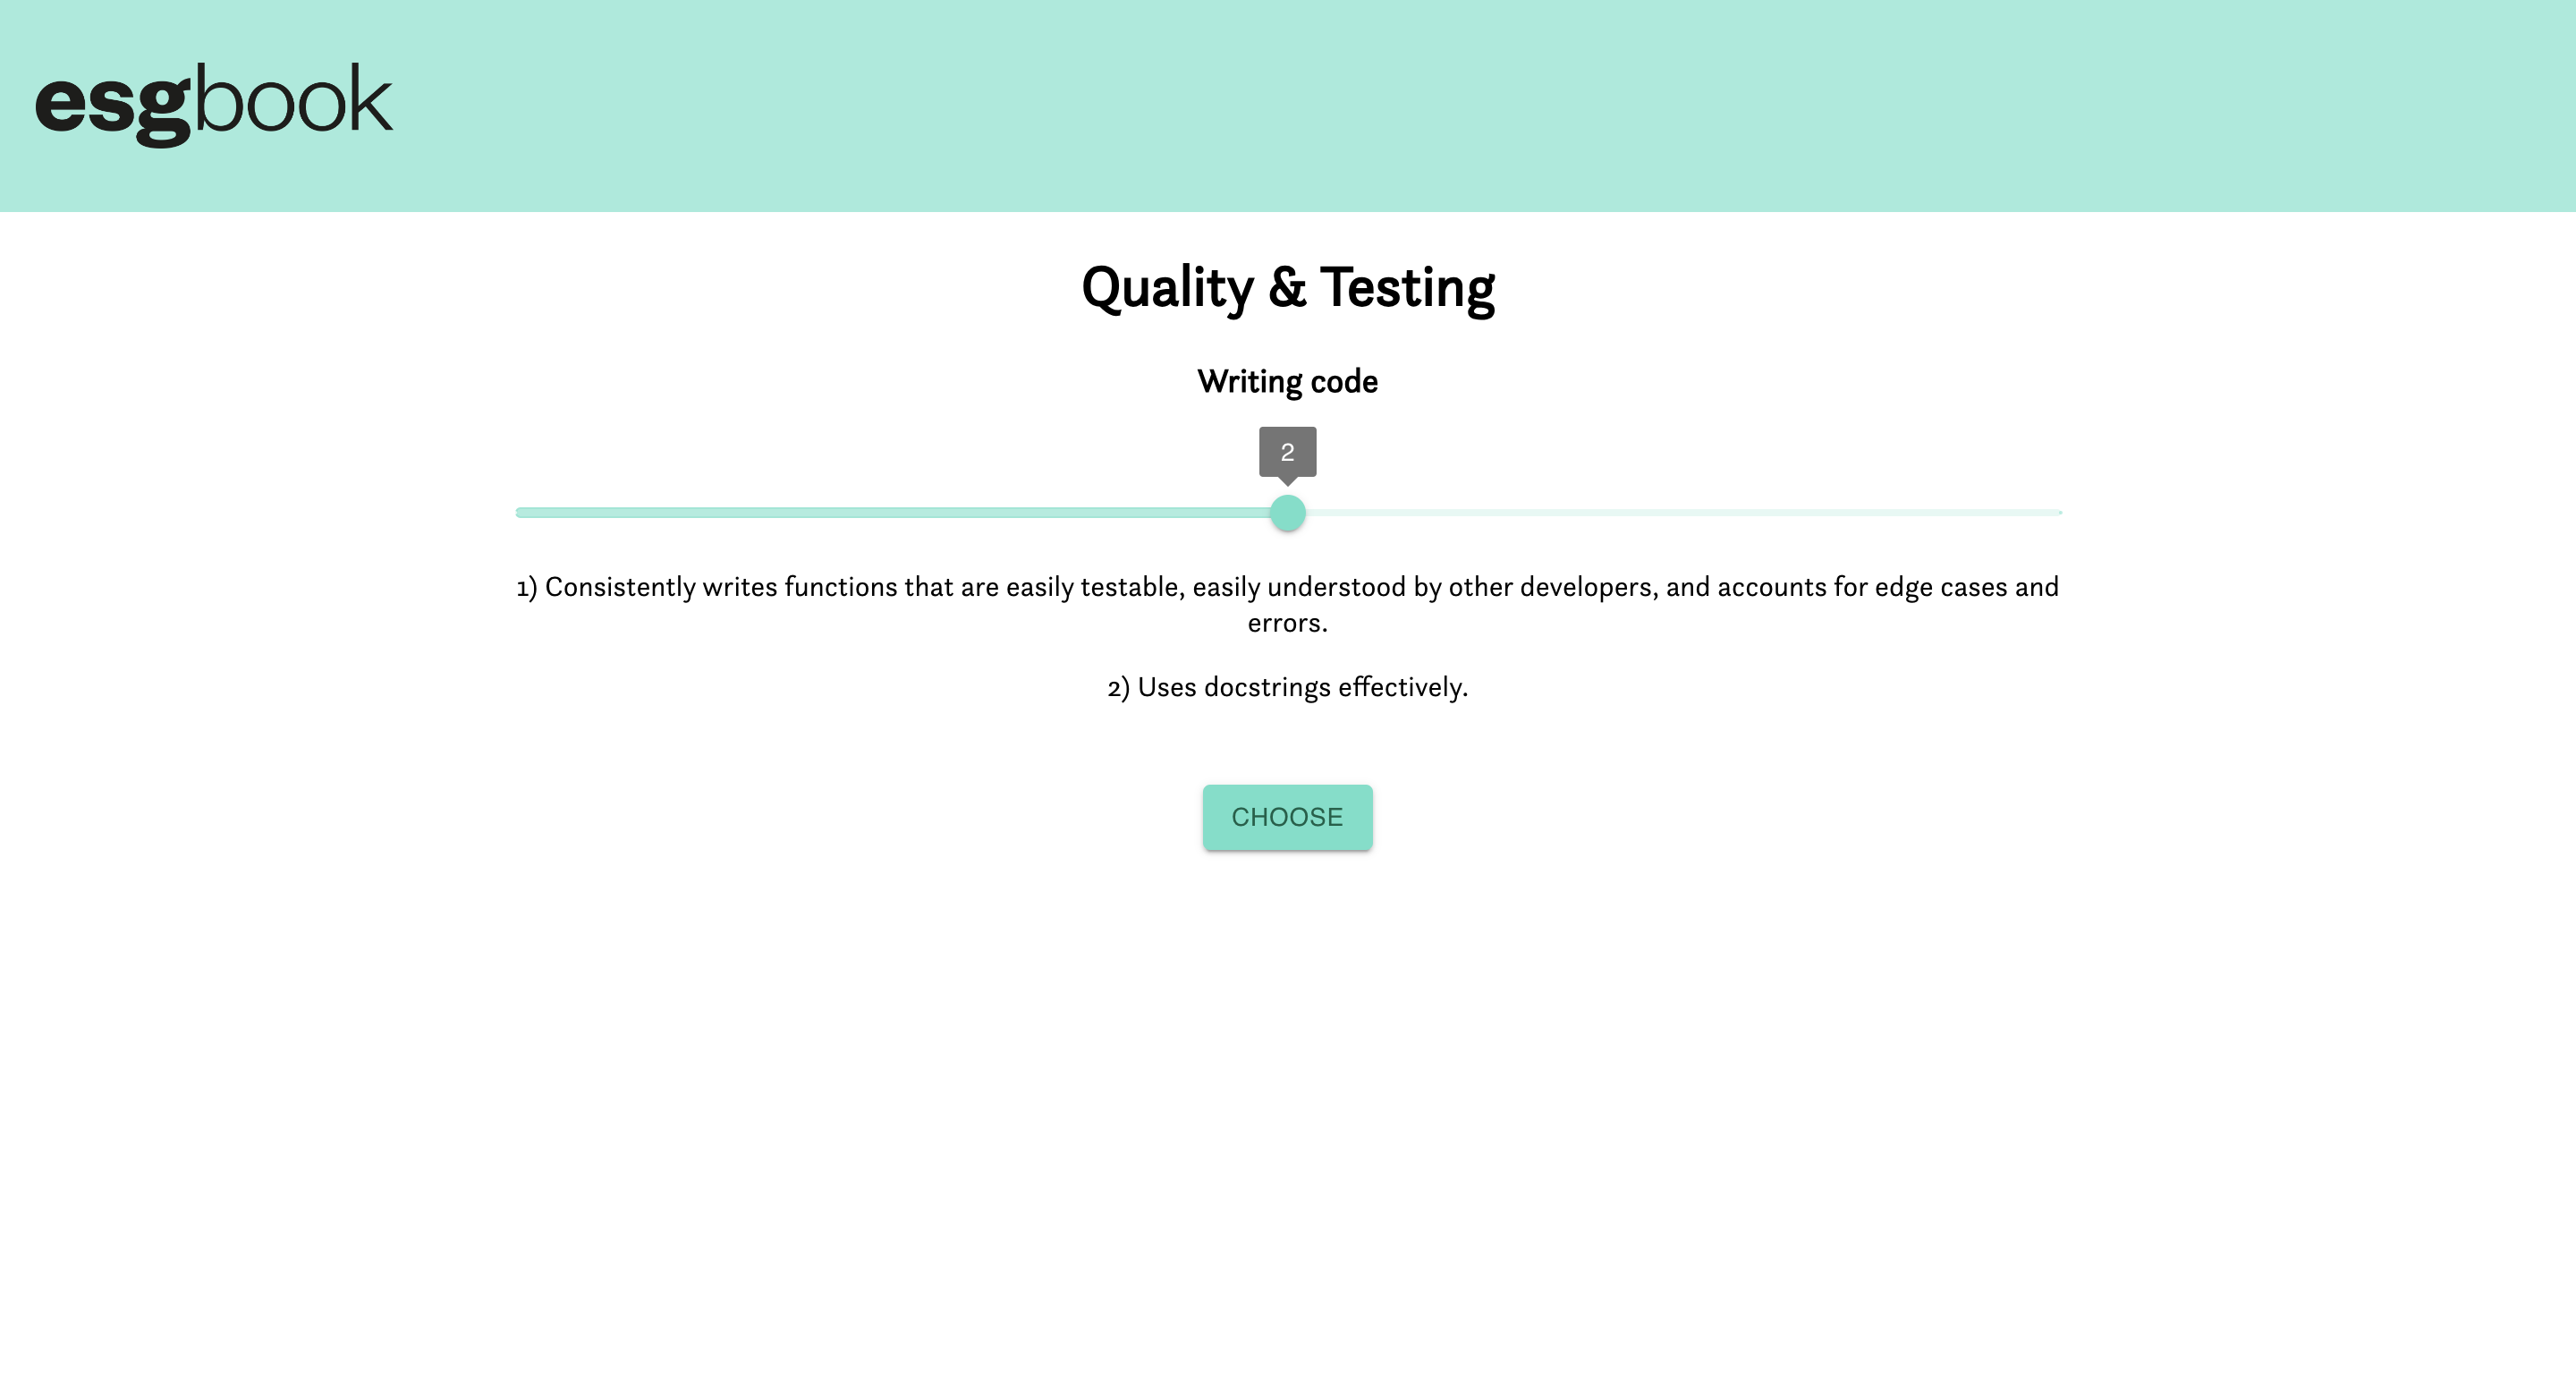 esgbook
Quality & Testing
Writing code
2
1) Consistently writes functions that are easily testable, easily understood by other developers, and accounts for edge cases and
errors.
2) Uses docstrings effectively.
CHOOSE